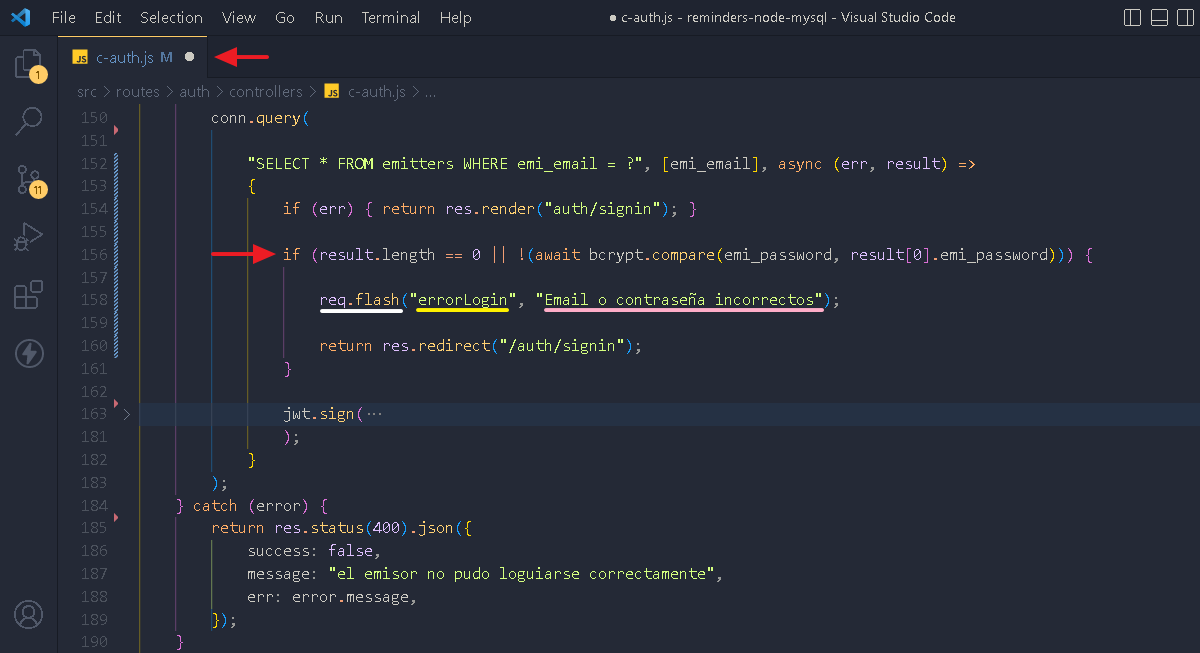 File Edit Selection View Go Run Terminal Help ● c-auth.js - reminders-node-mysql - Visual Studio Code
JS c-auth.js M ●
1
src > routes > auth > controllers > JS c-auth.js > ...
150 conn.query(
151
152 "SELECT * FROM emitters WHERE emi_email = ?", [emi_email], async (err, result) =>
153 {
154 if (err) { return res.render("auth/signin"); }
155
156 if (result.length == 0 || !(await bcrypt.compare(emi_password, result[0].emi_password))) {
157
158 req.flash("errorLogin", "Email o contraseña incorrectos");
159
160 return res.redirect("/auth/signin");
161 }
162
163 jwt.sign(···
181 );
182 }
183 );
184 } catch (error) {
185 return res.status(400).json({
186 success: false,
187 message: "el emisor no pudo loguiarse correctamente",
188 err: error.message,
189 });
190 }
11